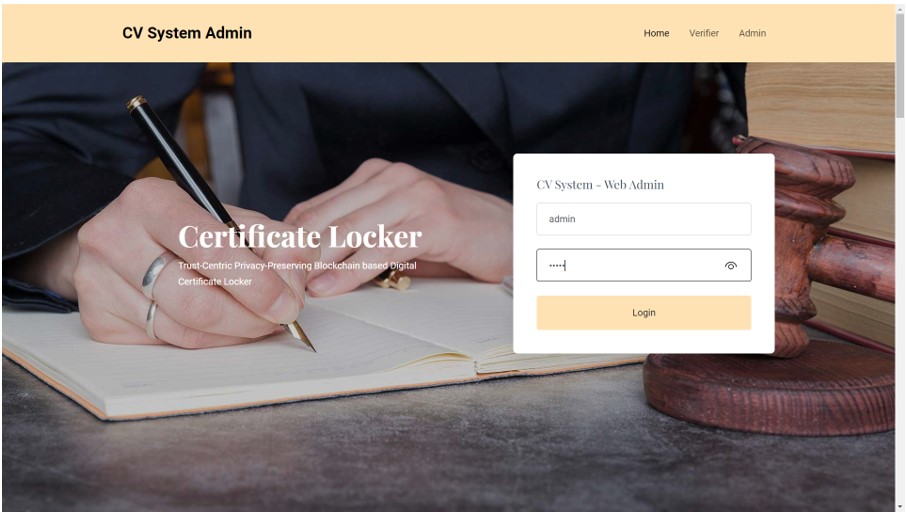 CV System Admin
Home Verifier Admin
CV System - Web Admin
admin
Certificate Locker
Trust-Centric Privacy-Preserving Blockchain based Digital
Certificate Locker
Login